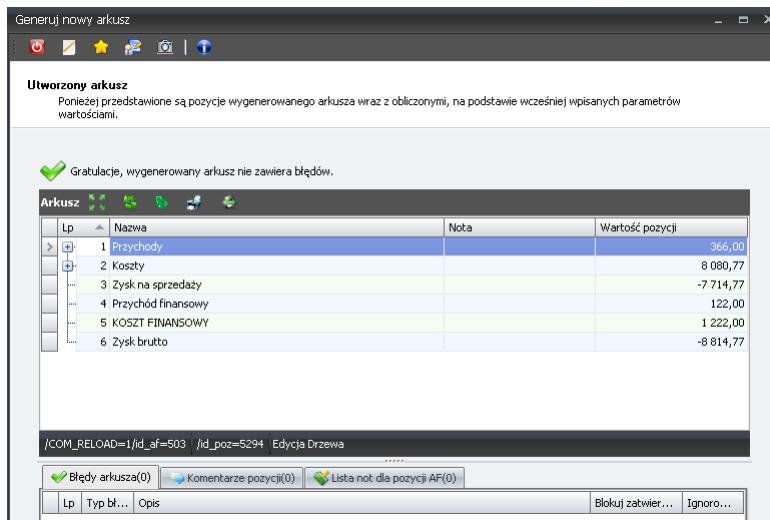 Generuj nowy arkusz
Utworzony arkusz
Poniżej przedstawione są pozycje wygenerowanego arkusza wraz z obliczonymi, na podstawie wcześniej wpisanych parametrów
wartościami.
Gratulacje, wygenerowany arkusz nie zawiera błędów.
Arkusz
Lp Nazwa Nota Wartość pozycji
1 Przychody 366,00
2 Koszty 8 080,77
3 Zysk na sprzedaży -7 714,77
4 Przychód finansowy 122,00
5 KOSZT FINANSOWY 1 222,00
6 Zysk brutto -8 814,77
/COM_RELOAD=1/id_af=503 /id_poz=5294 Edycja Drzewa
Błędy arkusza(0) Komentarze pozycji(0) Lista not dla pozycji AF(0)
Lp Typ bł... Opis Blokuj zatwier... Ignoro...